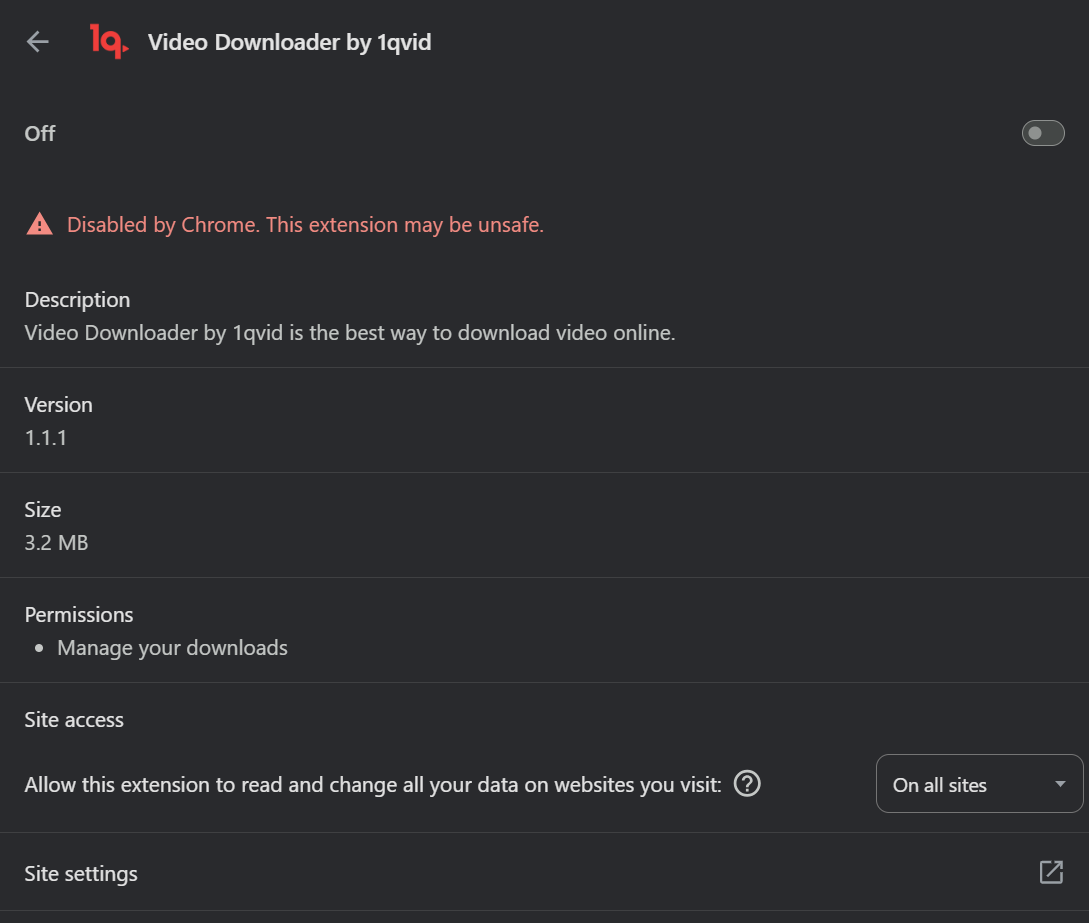 1q
Video Downloader by 1qvid
Off
Disabled by Chrome. This extension may be unsafe.
Description
Video Downloader by 1qvid is the best way to download video online.
Version
1.1.1
Size
3.2 MB
Permissions
• Manage your downloads
Site access
Allow this extension to read and change all your data on websites you visit: ? On all sites
Site settings